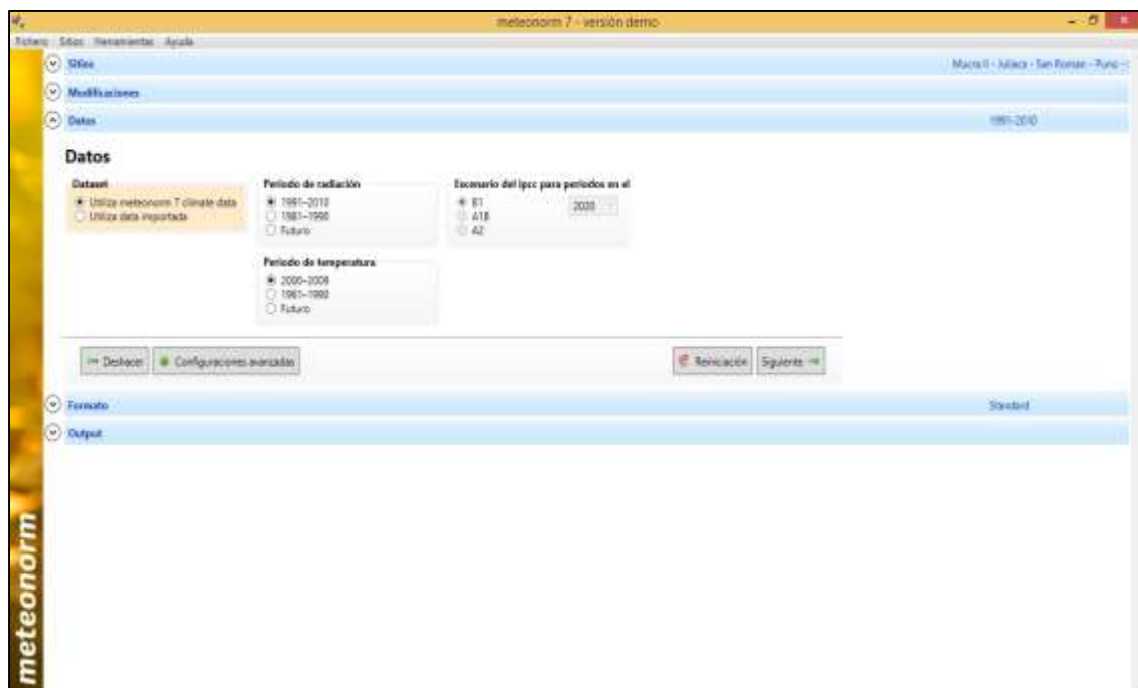 meteonorm 7 - versión demo
Fichero Sitios Herramientas Ayuda
Sitios
Macro II - Juliaca - San Roman - Puno -
Modificaciones
Datos
1991-2010
Datos
Dataset
Utiliza meteonorm 7 climate data
Utiliza data importada
Periodo de radiación
1991–2010
1981–1990
Futuro
Escenario del ipcc para periodos en el
B1
A1B
A2
2020
Periodo de temperatura
2000–2009
1961–1990
Futuro
Deshacer
Configuraciones avanzadas
Reiniciación
Siguiente
Formato
Standard
Output
meteonorm